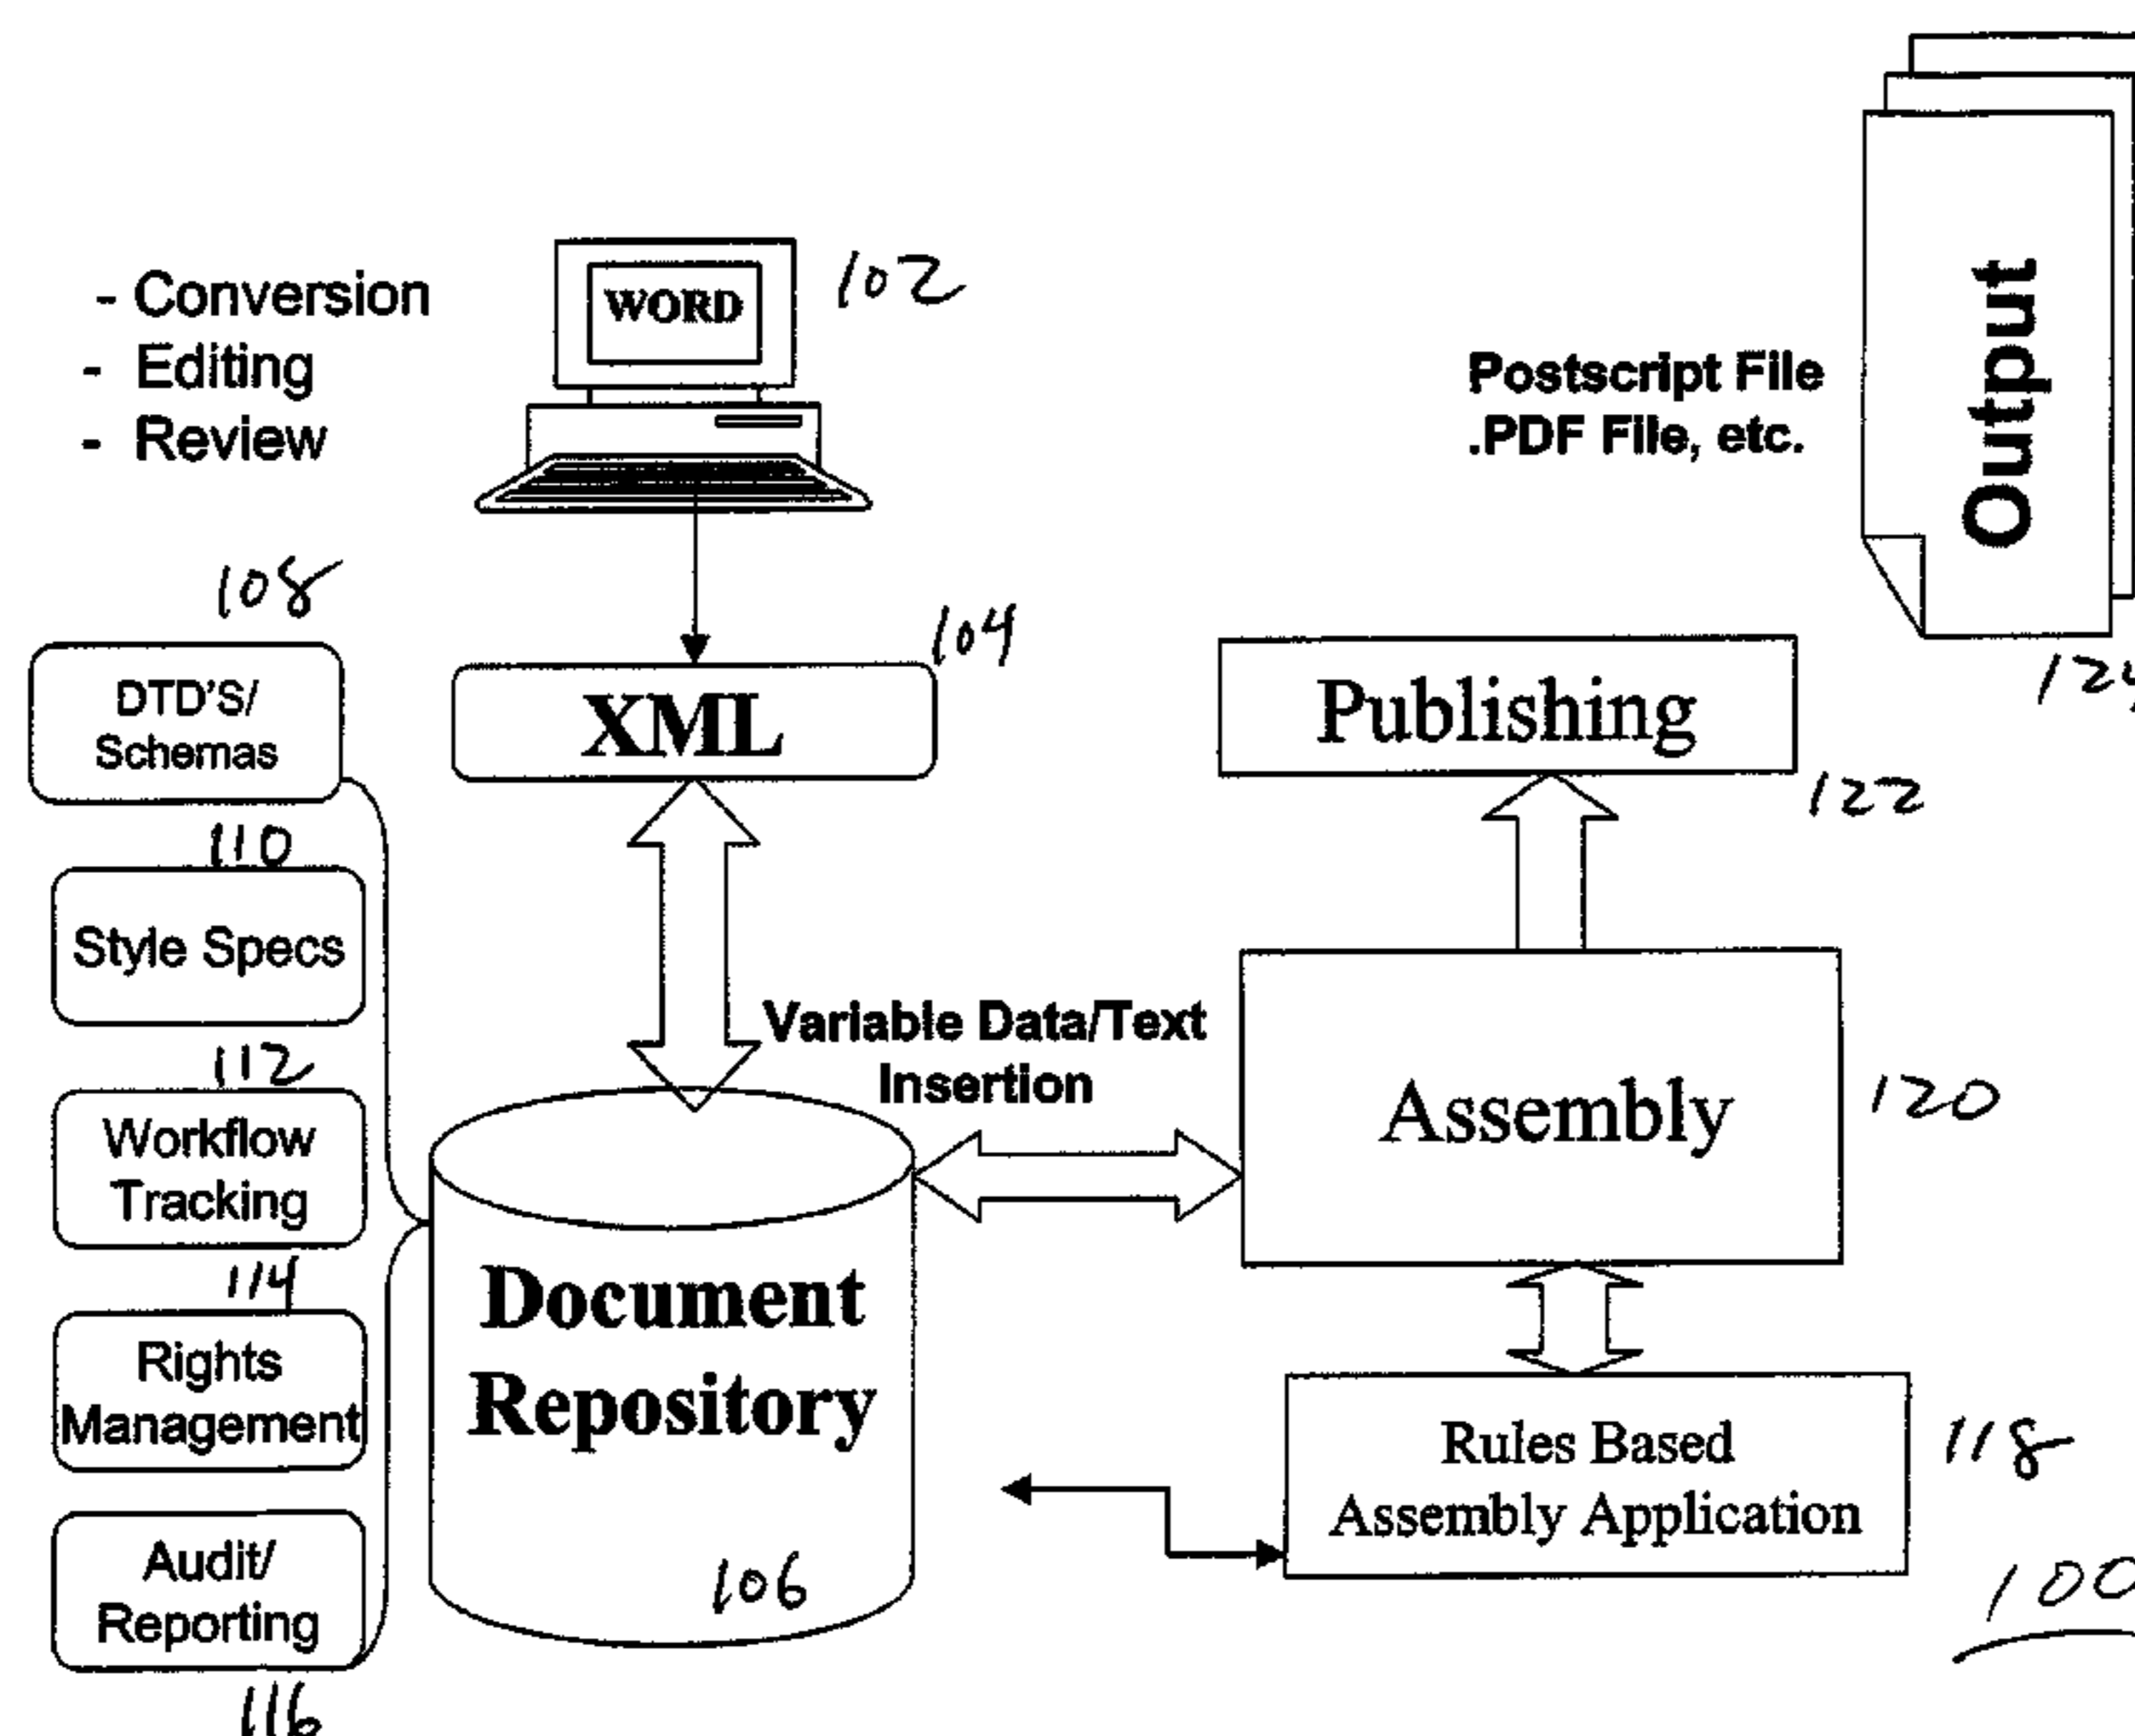 - Conversion
- Editing
- Review
WORD
102
Postscript File
.PDF File, etc.
Output
108
DTD'S/
Schemas
104
XML
Publishing
122
110
Style Specs
112
Workflow
Tracking
Variable Data/Text
Insertion
Assembly
120
114
Rights
Management
Document
Repository
106
Rules Based
Assembly Application
118
Audit/
Reporting
116
100